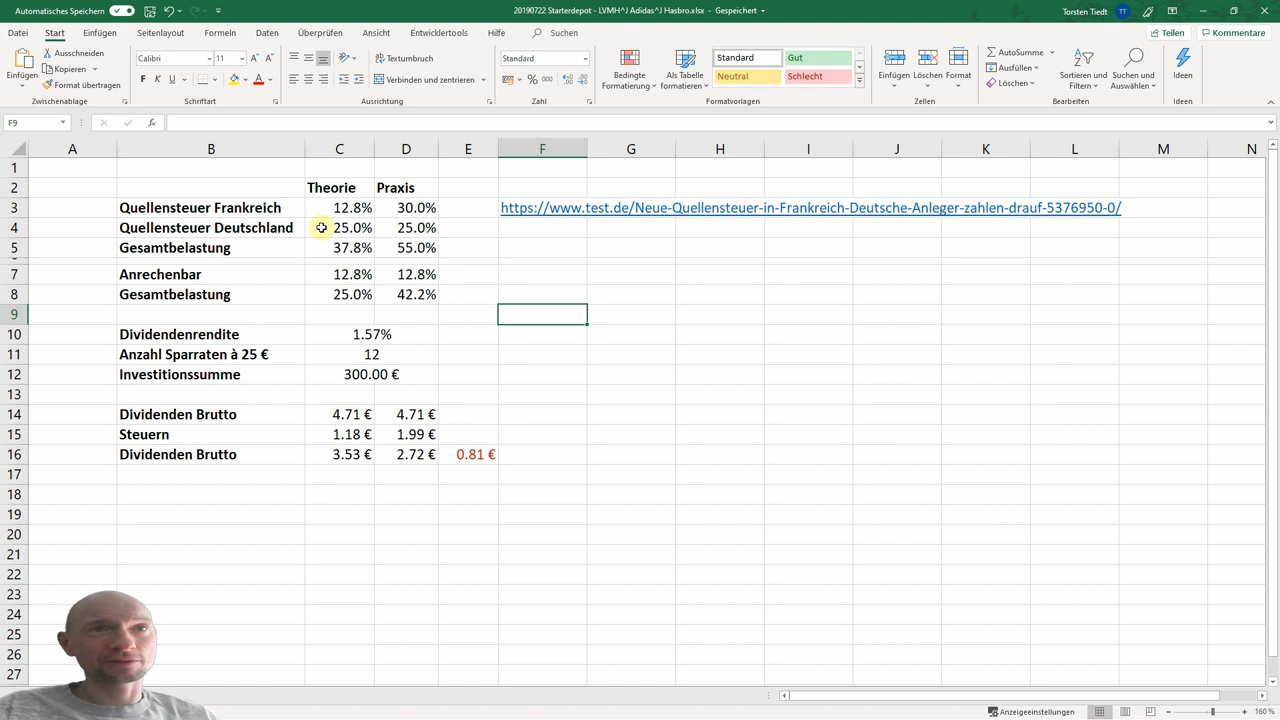 Automatisches Speichern
20190722 Starterdepot - LVMH^J Adidas^J Hasbro.xlsx - Gespeichert
Torsten Tiedt TT
Datei Start Einfügen Seitenlayout Formeln Daten Überprüfen Ansicht Entwicklertools Hilfe Suchen Teilen Kommentare
Einfügen Ausschneiden Kopieren Format übertragen
Calibri 11
F K U
Textumbruch
Verbinden und zentrieren
Standard
% 000
Bedingte Formatierung
Als Tabelle formatieren
Standard Gut
Neutral Schlecht
Einfügen Löschen Format
AutoSumme
Ausfüllen
Löschen
Sortieren und Filtern
Suchen und Auswählen
Ideen
Zwischenablage Schriftart Ausrichtung Zahl Formatvorlagen Zellen Bearbeiten Ideen
F9 fx
A B C D E F G H I J K L M N
1
2 Theorie Praxis
3 Quellensteuer Frankreich 12.8% 30.0% https://www.test.de/Neue-Quellensteuer-in-Frankreich-Deutsche-Anleger-zahlen-drauf-5376950-0/
4 Quellensteuer Deutschland 25.0% 25.0%
5 Gesamtbelastung 37.8% 55.0%
7 Anrechenbar 12.8% 12.8%
8 Gesamtbelastung 25.0% 42.2%
9
10 Dividendenrendite 1.57%
11 Anzahl Sparraten à 25 € 12
12 Investitionssumme 300.00 €
13
14 Dividenden Brutto 4.71 € 4.71 €
15 Steuern 1.18 € 1.99 €
16 Dividenden Brutto 3.53 € 2.72 € 0.81 €
17
18
19
20
21
22
23
24
25
26
27
Anzeigeeinstellungen 160 %